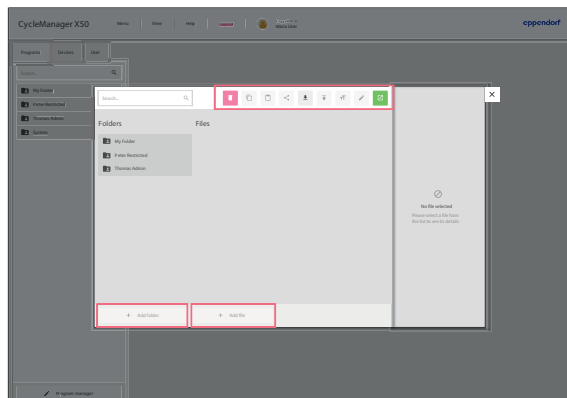 CycleManager X50
Menu
View
Help
eppendorf
Programs
Devices
User
Search...
My Folder
Peter Restricted
Thomas Admin
System
Search...
Folders
Files
My Folder
Peter Restricted
Thomas Admin
No file selected
Please select a file from
the list to see its details
+ Add folder
+ Add file
Program manager